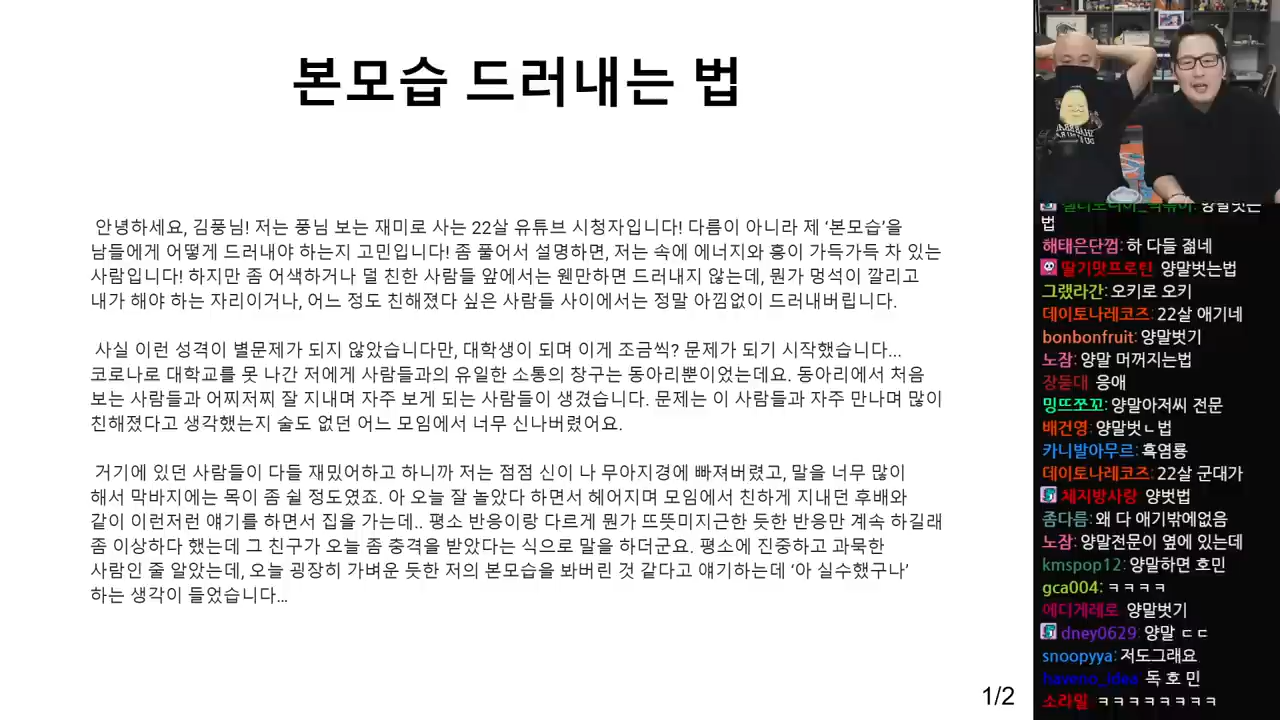 본모습 드러내는 법
안녕하세요, 김풍님! 저는 풍님 보는 재미로 사는 22살 유튜브 시청자입니다! 다름이 아니라 제 ‘본모습’을
남들에게 어떻게 드러내야 하는지 고민입니다! 좀 풀어서 설명하면, 저는 속에 에너지와 흥이 가득가득 차 있는
사람입니다! 하지만 좀 어색하거나 덜 친한 사람들 앞에서는 웬만하면 드러내지 않는데, 뭔가 멍석이 깔리고
내가 해야 하는 자리이거나, 어느 정도 친해졌다 싶은 사람들 사이에서는 정말 아낌없이 드러내버립니다.
사실 이런 성격이 별문제가 되지 않았습니다만, 대학생이 되며 이게 조금씩? 문제가 되기 시작했습니다...
코로나로 대학교를 못 나간 저에게 사람들과의 유일한 소통의 창구는 동아리뿐이었는데요. 동아리에서 처음
보는 사람들과 어찌저찌 잘 지내며 자주 보게 되는 사람들이 생겼습니다. 문제는 이 사람들과 자주 만나며 많이
친해졌다고 생각했는지 술도 없던 어느 모임에서 너무 신나버렸어요.
거기에 있던 사람들이 다들 재밌어하고 하니까 저는 점점 신이 나 무아지경에 빠져버렸고, 말을 너무 많이
해서 막바지에는 목이 좀 쉴 정도였죠. 아 오늘 잘 놀았다 하면서 헤어지며 모임에서 친하게 지내던 후배와
같이 이런저런 얘기를 하면서 집을 가는데.. 평소 반응이랑 다르게 뭔가 뜨뜻미지근한 듯한 반응만 계속 하길래
좀 이상하다 했는데 그 친구가 오늘 좀 충격을 받았다는 식으로 말을 하더군요. 평소에 진중하고 과묵한
사람인 줄 알았는데, 오늘 굉장히 가벼운 듯한 저의 본모습을 봐버린 것 같다고 얘기하는데 ‘아 실수했구나’
하는 생각이 들었습니다...
1/2
양말벗는
법
해태은단껌: 하 다들 젊네
딸기맛프로틴 양말벗는법
그랬라간: 오키로 오키
데이토나레코즈: 22살 애기네
bonbonfruit: 양말벗기
노잠: 양말 머꺼지는법
장둗대 응애
밍뜨쪼꼬: 양말아저씨 전문
배건영: 양말벗ㄴ법
카니발아무르: 흑염룡
데이토나레코즈: 22살 군대가
체지방사랑 양벗법
좀다름: 왜 다 애기밖에없음
노잠: 양말전문이 옆에 있는데
kmspop12: 양말하면 호민
gca004: ㅋㅋㅋㅋ
에디게레로 양말벗기
dney0629: 양말 ㄷㄷ
snoopyya: 저도그래요
haveno_idea 독 호 민
소라말 ㅋㅋㅋㅋㅋㅋㅋㅋ